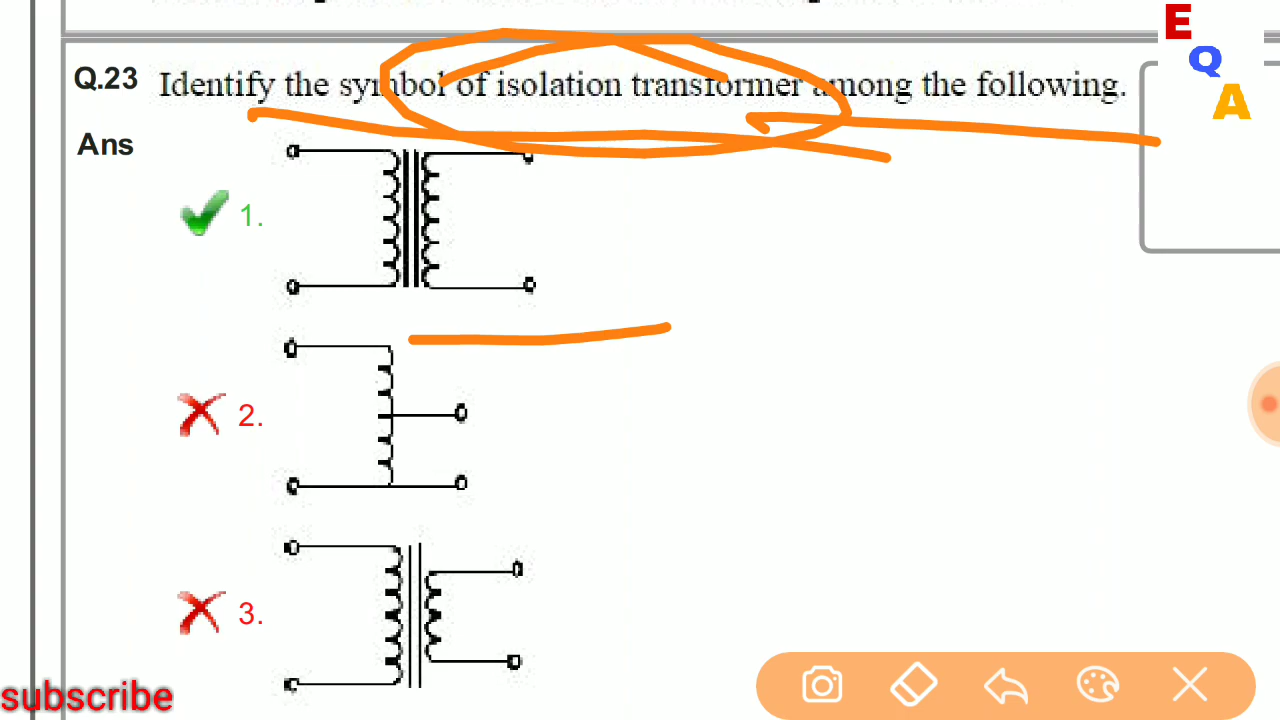 E
Q
A
Q.23 Identify the symbol of isolation transformer among the following.
Ans
1.
2.
3.
subscribe